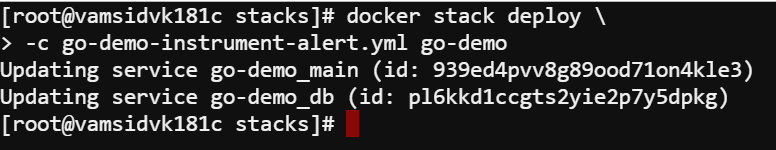 [root@vamsidvk181c stacks]# docker stack deploy \
> -c go-demo-instrument-alert.yml go-demo
Updating service go-demo_main (id: 939ed4pvv8g89ood71on4kle3)
Updating service go-demo_db (id: pl6kkd1ccgts2yie2p7y5dpkg)
[root@vamsidvk181c stacks]#